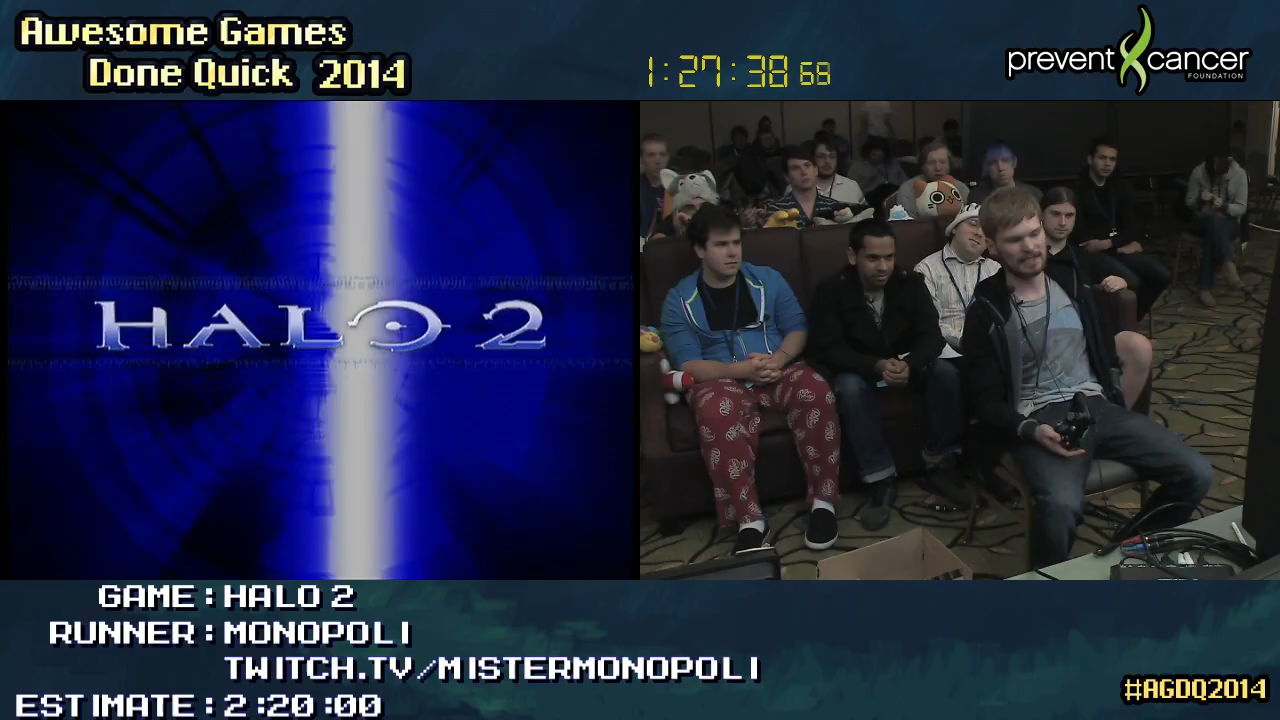 Awesome Games
Done Quick 2014
1:27:38 68
prevent cancer
FOUNDATION
HALO 2
GAME : HALO 2
RUNNER : MONOPOLI
TWITCH.TV/MISTERMONOPOLI
ESTIMATE : 2:20:00
#AGDQ2014